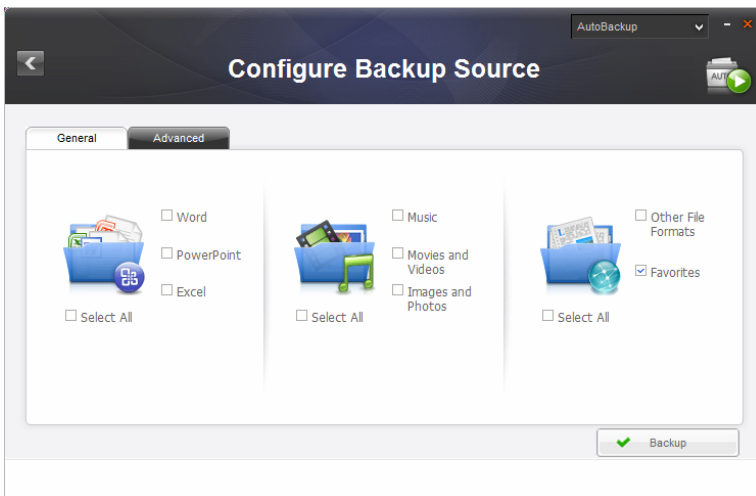 AutoBackup
Configure Backup Source
AUTO
General
Advanced
Word
PowerPoint
Excel
Select All
Music
Movies and
Videos
Images and
Photos
Select All
Other File
Formats
Favorites
Select All
Backup